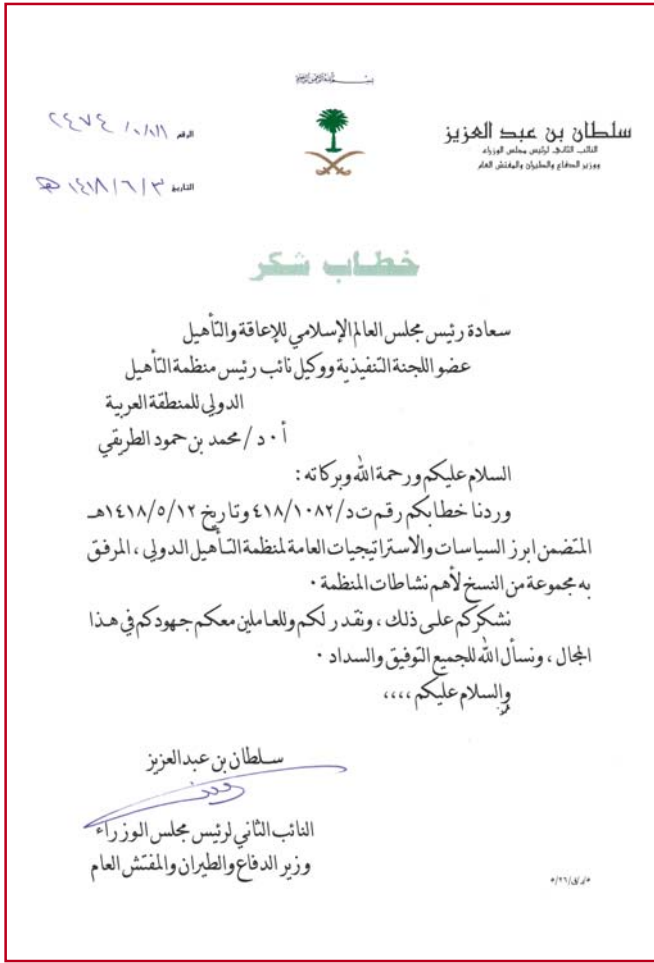 بسم الله الرحمن الرحيم
سلطان بن عبد العزيز
النائب الثاني لرئيس مجلس الوزراء
ووزير الدفاع والطيران والمفتش العام
الرقم ٢٤٧٤
التاريخ ١٤١٨/٦/٣ هـ
خطاب شكر
سعادة رئيس مجلس العالم الإسلامي للإعاقة والتأهيل
عضو اللجنة التنفيذية ووكيل نائب رئيس منظمة التأهيل
الدولي للمنطقة العربية
أ٠د/محمد بن حمود الطريقي
السلام عليكم ورحمة الله وبركاته :
وردنا خطابكم رقم ت د/٤١٨/١٠٨٢ وتاريخ ١٤١٨/٥/١٢هـ
المتضمن ابرز السياسات والاستراتيجيات العامة لمنظمة التأهيل الدولي ، المرفق
به مجموعة من النسخ لأهم نشاطات المنظمة ٠
نشكركم على ذلك ، ونقدر لكم وللعاملين معكم جهودكم في هذا
المجال ، ونسأل الله للجميع التوفيق والسداد ٠
والسلام عليكم ،،،،
سلطان بن عبدالعزيز
النائب الثاني لرئيس مجلس الوزراء
وزير الدفاع والطيران والمفتش العام